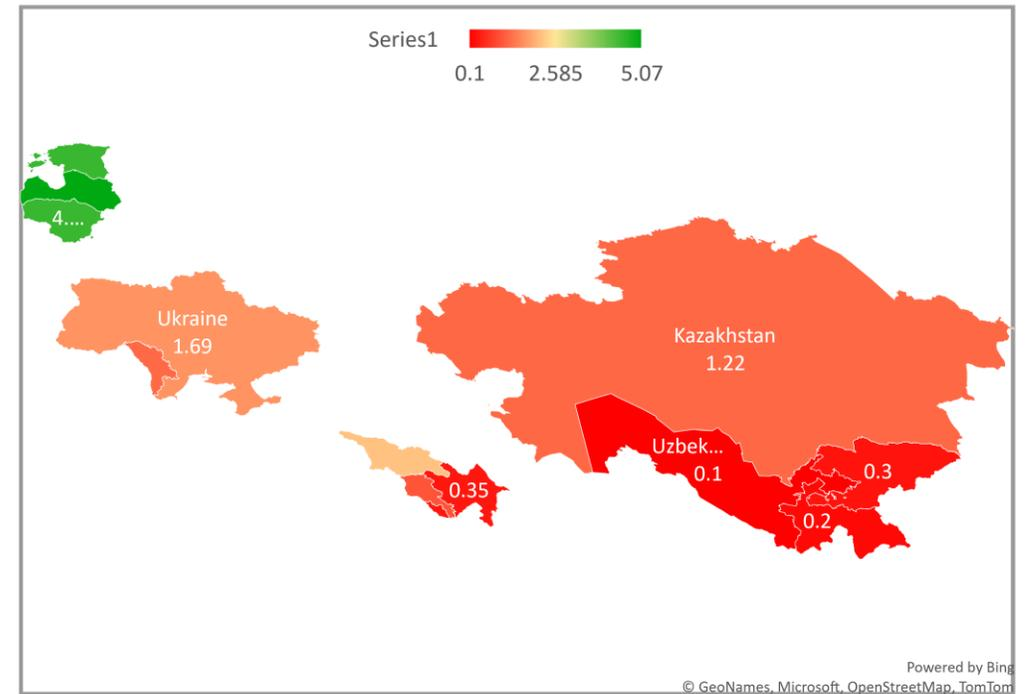 Series1
0.1 2.585 5.07
4....
Ukraine
1.69
Kazakhstan
1.22
Uzbek...
0.1
0.3
0.35
0.2
Powered by Bing
© GeoNames, Microsoft, OpenStreetMap, TomTom